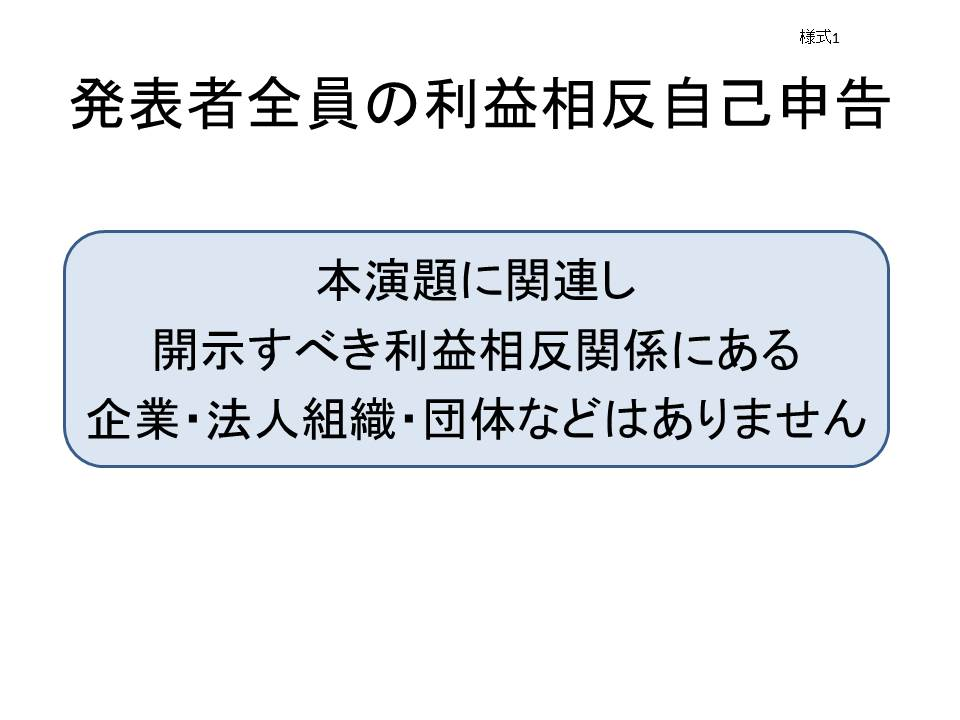 様式1
発表者全員の利益相反自己申告
本演題に関連し
開示すべき利益相反関係にある
企業・法人組織・団体などはありません